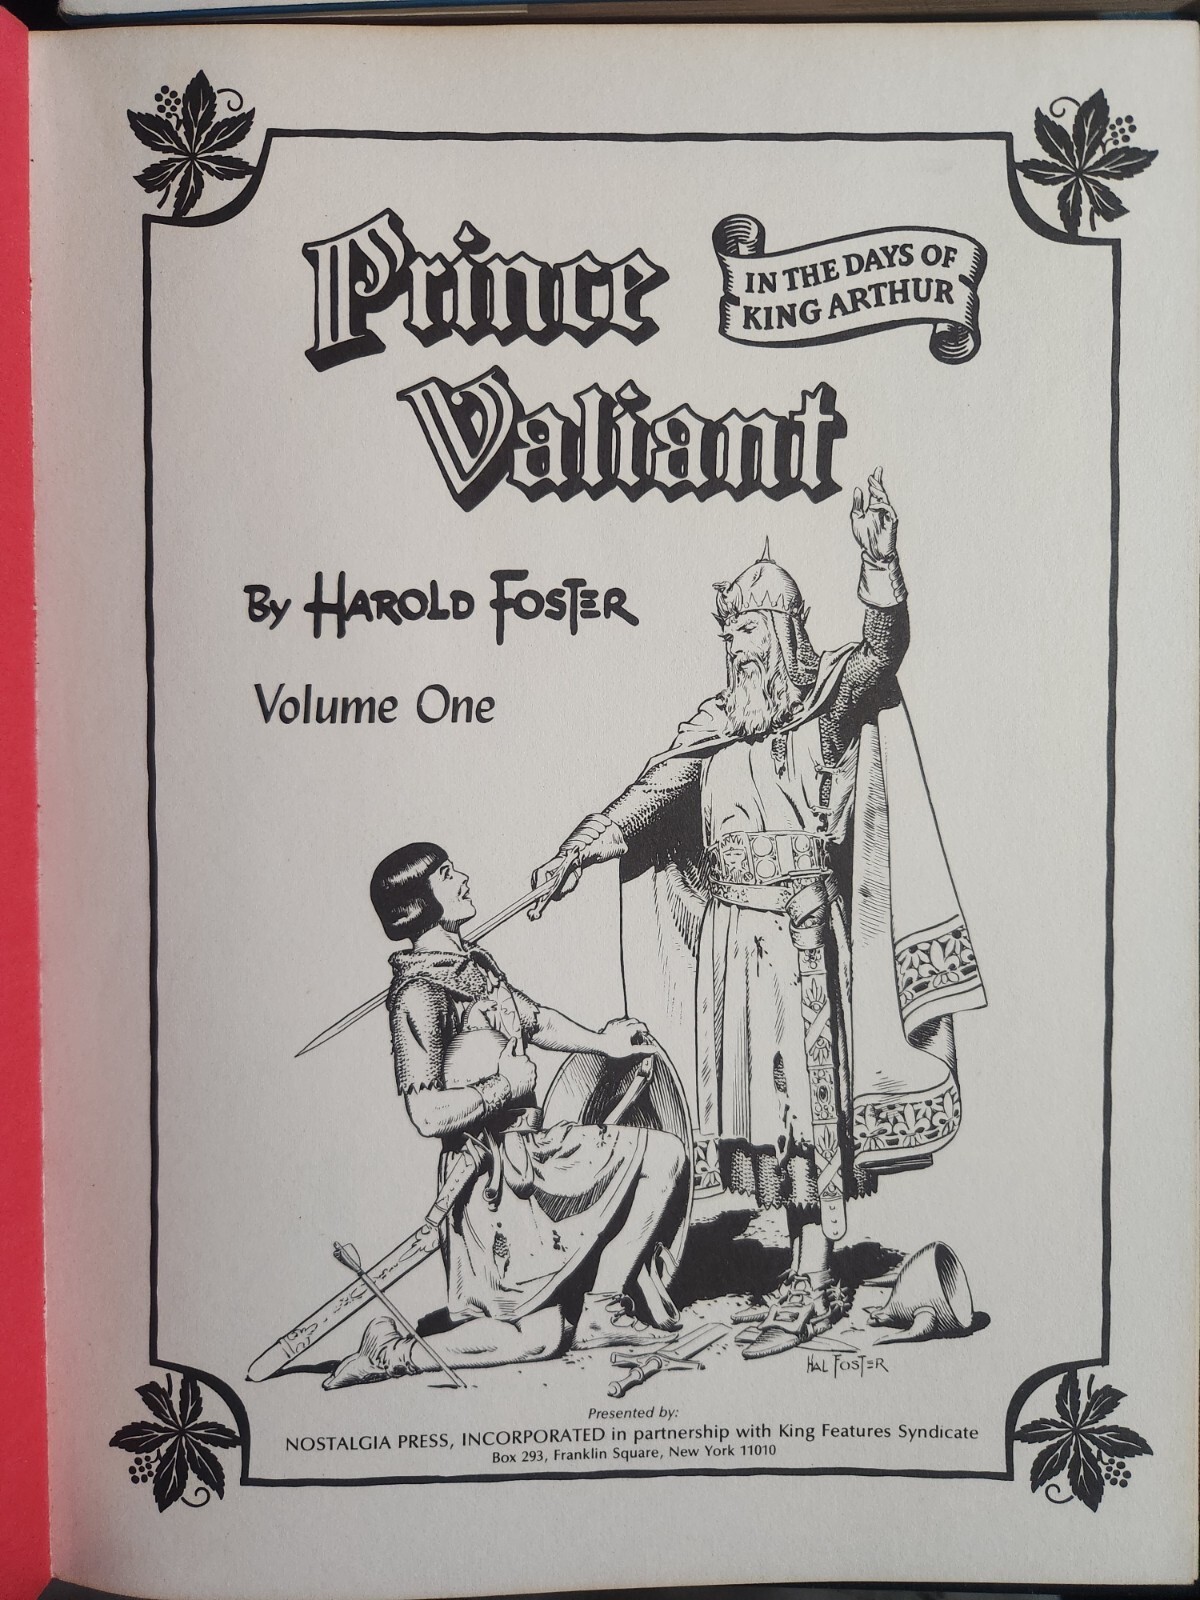 Prince
IN THE DAYS OF
KING ARTHUR
Valiant
By HAROLD FOSTER
Volume One
HAL FOSTER
Presented by:
NOSTALGIA PRESS, INCORPORATED in partnership with King Features Syndicate
Box 293, Franklin Square, New York 11010